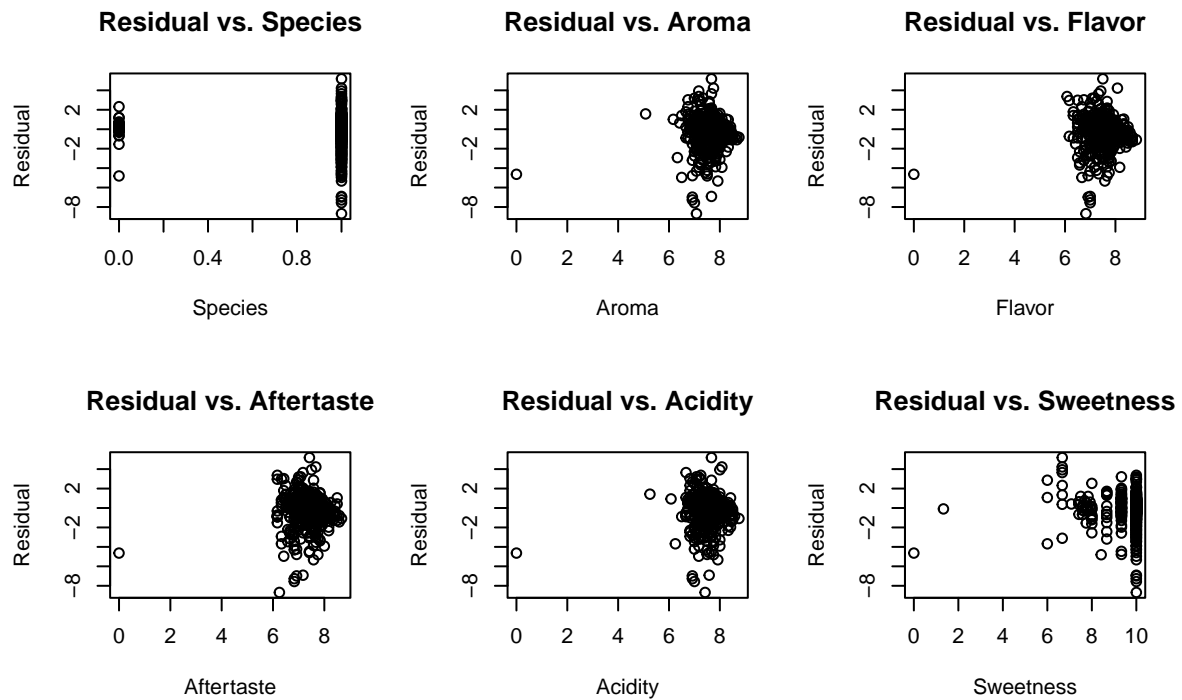 Residual vs. Species
Residual vs. Aroma
Residual vs. Flavor
Residual
2
-2
-8
0.0
0.4
0.8
Species
Residual
2
-2
-8
0
2
4
6
8
Aroma
Residual
2
-2
-8
0
2
4
6
8
Flavor
Residual vs. Aftertaste
Residual vs. Acidity
Residual vs. Sweetness
Residual
2
-2
-8
0
2
4
6
8
Aftertaste
Residual
2
-2
-8
0
2
4
6
8
Acidity
Residual
2
-2
-8
0
2
4
6
8
10
Sweetness